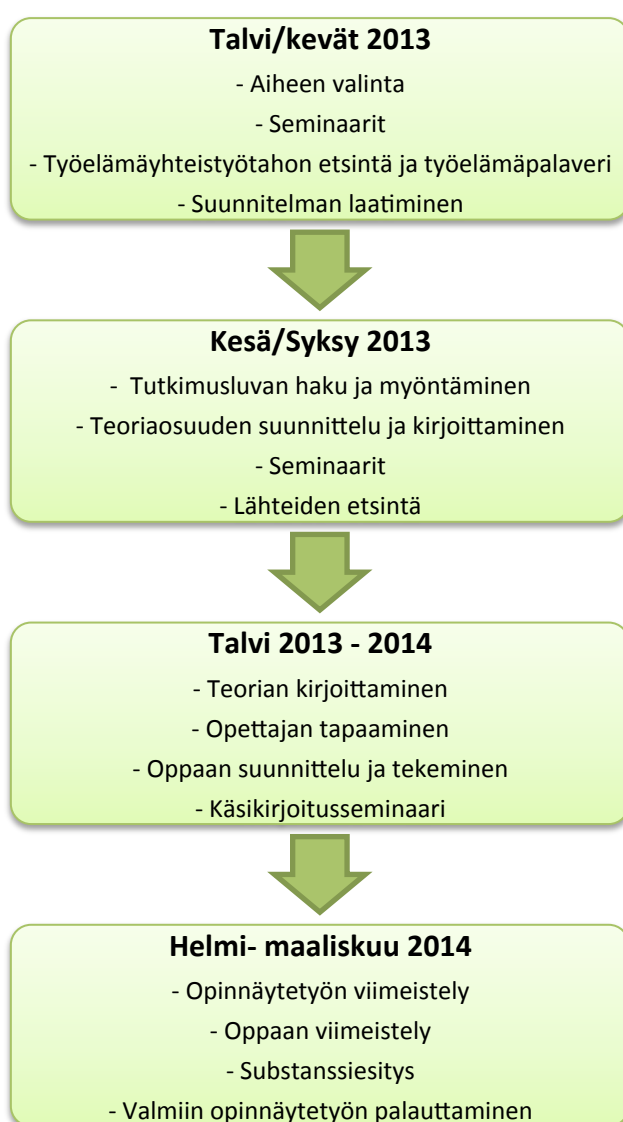 Talvi/kevät 2013
- Aiheen valinta
- Seminaarit
- Työelämäyhteistyötahon etsintä ja työelämäpalaveri
- Suunnitelman laatiminen
Kesä/Syksy 2013
- Tutkimusluvan haku ja myöntäminen
- Teoriaosuuden suunnittelu ja kirjoittaminen
- Seminaarit
- Lähteiden etsintä
Talvi 2013 - 2014
- Teorian kirjoittaminen
- Opettajan tapaaminen
- Oppaan suunnittelu ja tekeminen
- Käsikirjoitusseminaari
Helmi- maaliskuu 2014
- Opinnäytetyön viimeistely
- Oppaan viimeistely
- Substanssiesitys
- Valmiin opinnäytetyön palauttaminen